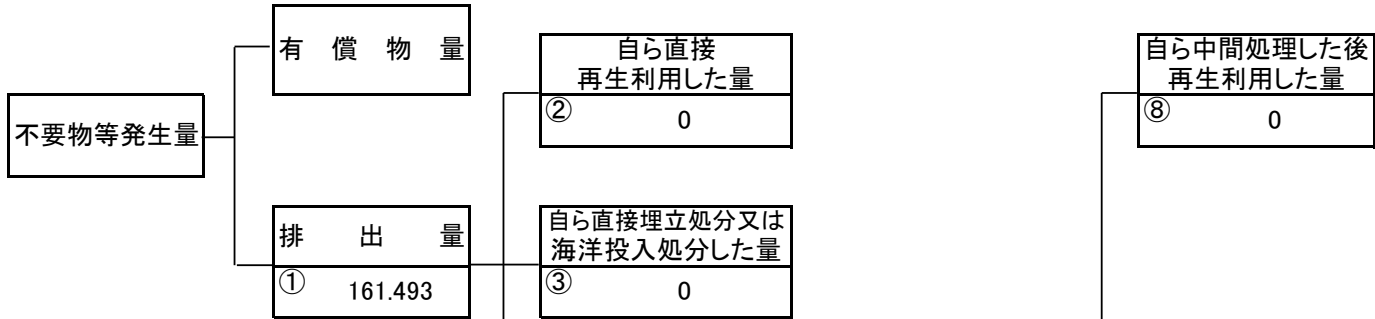 有償物量
自ら直接
再生利用した量
② 0
自ら中間処理した後
再生利用した量
⑧ 0
不要物等発生量
排出量
① 161.493
自ら直接埋立処分又は
海洋投入処分した量
③ 0